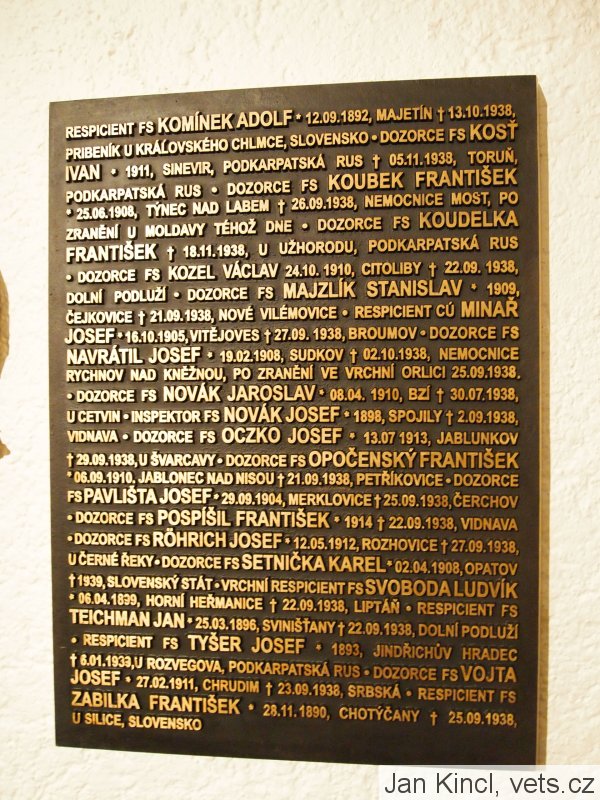 RESPICIENT FS KOMÍNEK ADOLF * 12.09.1892, MAJETÍN † 13.10.1938,
PRIBENÍK U KRÁĽOVSKÉHO CHLMCE, SLOVENSKO • DOZORCE FS KOSŤ
IVAN • 1911, SINEVIR, PODKARPATSKÁ RUS † 05.11.1938, TORUŇ,
PODKARPATSKÁ RUS • DOZORCE FS KOUBEK FRANTIŠEK
* 25.06.1908, TÝNEC NAD LABEM † 26.09.1938, NEMOCNICE MOST, PO
ZRANĚNÍ U MOLDAVY TÉHOŽ DNE • DOZORCE FS KOUDELKA
FRANTIŠEK † 18.11.1938, U UŽHORODU, PODKARPATSKÁ RUS
• DOZORCE FS KOZEL VÁCLAV 24.10. 1910, CITOLIBY † 22.09. 1938,
DOLNÍ PODLUŽÍ • DOZORCE FS MAJZLÍK STANISLAV * 1909,
ČEJKOVICE † 21.09.1938, NOVÉ VILÉMOVICE • RESPICIENT CÚ MINAŘ
JOSEF * 16.10.1905, VITĚJOVES † 27.09. 1938, BROUMOV • DOZORCE FS
NAVRÁTIL JOSEF * 19.02.1908, SUDKOV † 02.10.1938, NEMOCNICE
RYCHNOV NAD KNĚŽNOU, PO ZRANĚNÍ VE VRCHNÍ ORLICI 25.09.1938.
• DOZORCE FS NOVÁK JAROSLAV * 08.04. 1910, BZÍ † 30.07.1938,
U CETVIN • INSPEKTOR FS NOVÁK JOSEF * 1898, SPOJILY † 2.09.1938,
VIDNAVA • DOZORCE FS OCZKO JOSEF * 13.07 1913, JABLUNKOV
† 29.09.1938, U ŠVARCAVY • DOZORCE FS OPOČENSKÝ FRANTIŠEK
* 06.09.1910, JABLONEC NAD NISOU † 21.09.1938, PETŘÍKOVICE • DOZORCE
FS PAVLIŠTA JOSEF * 29.09.1904, MERKLOVICE † 25.09.1938, ČERCHOV
• DOZORCE FS POSPÍŠIL FRANTIŠEK * 1914 † 22.09.1938, VIDNAVA
• DOZORCE FS RÖHRICH JOSEF * 12.05.1912, ROZHOVICE † 27.09.1938,
U ČERNÉ ŘEKY • DOZORCE FS SETNIČKA KAREL * 02.04.1908, OPATOV
† 1939, SLOVENSKÝ STÁT • VRCHNÍ RESPICIENT FS SVOBODA LUDVÍK
* 06.04.1899, HORNÍ HEŘMANICE † 22.09.1938, LIPTÁŇ • RESPICIENT FS
TEICHMAN JAN * 25.03.1896, SVINIŠŤANY † 22.09.1938, DOLNÍ PODLUŽÍ
• RESPICIENT FS TYŠER JOSEF * 1893, JINDŘICHŮV HRADEC
† 6.01.1939, U ROZVEGOVA, PODKARPATSKÁ RUS • DOZORCE FS VOJTA
JOSEF * 27.02.1911, CHRUDIM † 23.09.1938, SRBSKÁ • RESPICIENT FS
ZABILKA FRANTIŠEK * 28.11.1890, CHOTÝČANY † 25.09.1938,
U SILICE, SLOVENSKO
Jan Kincl, vets.cz